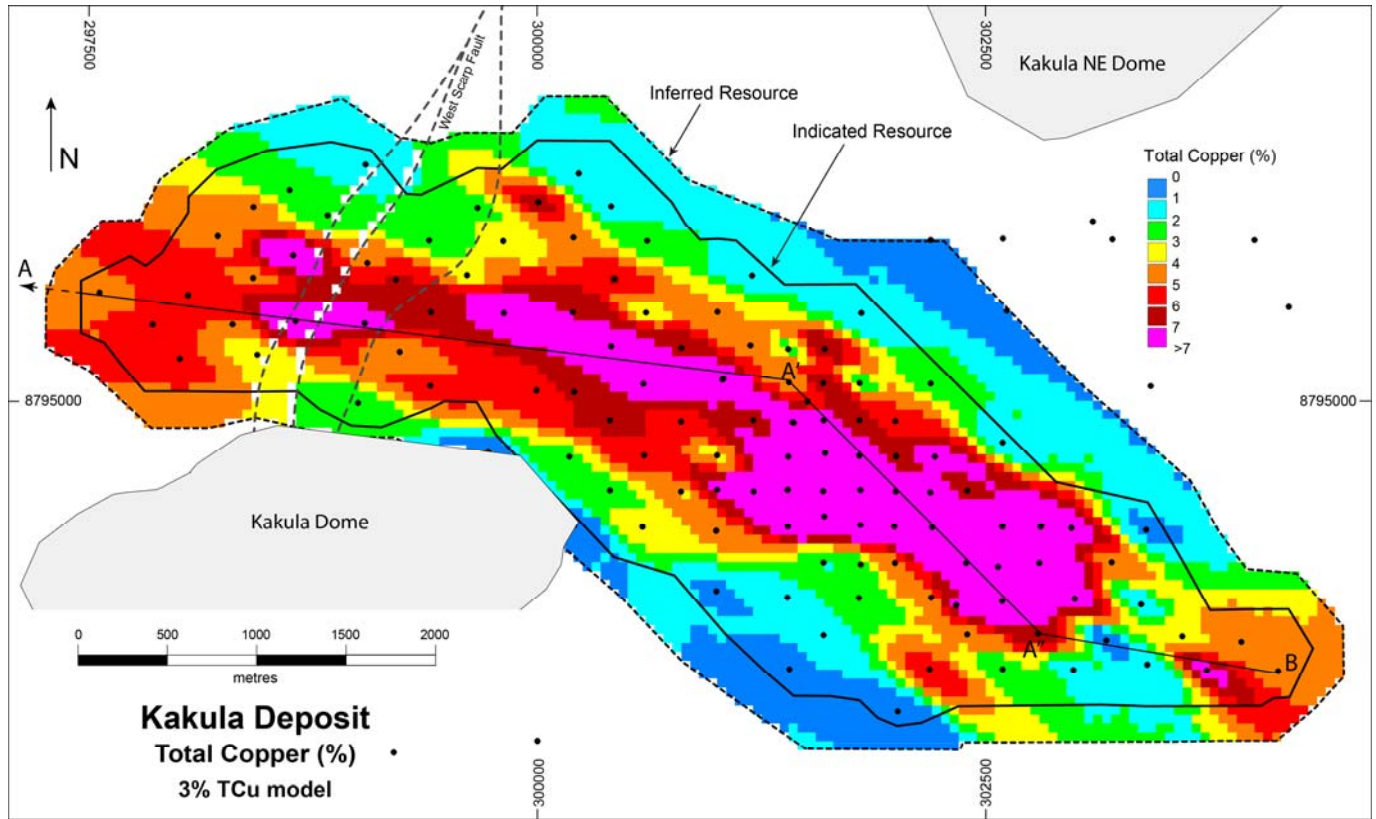 297500
300000
302500
West Scarp Fault
Kakula NE Dome
Inferred Resource
Indicated Resource
N
Total Copper (%)
0
1
2
3
4
5
6
7
>7
A
A'
8795000
8795000
Kakula Dome
A"
B
0 500 1000 1500 2000
metres
Kakula Deposit
Total Copper (%)
3% TCu model
300000
302500